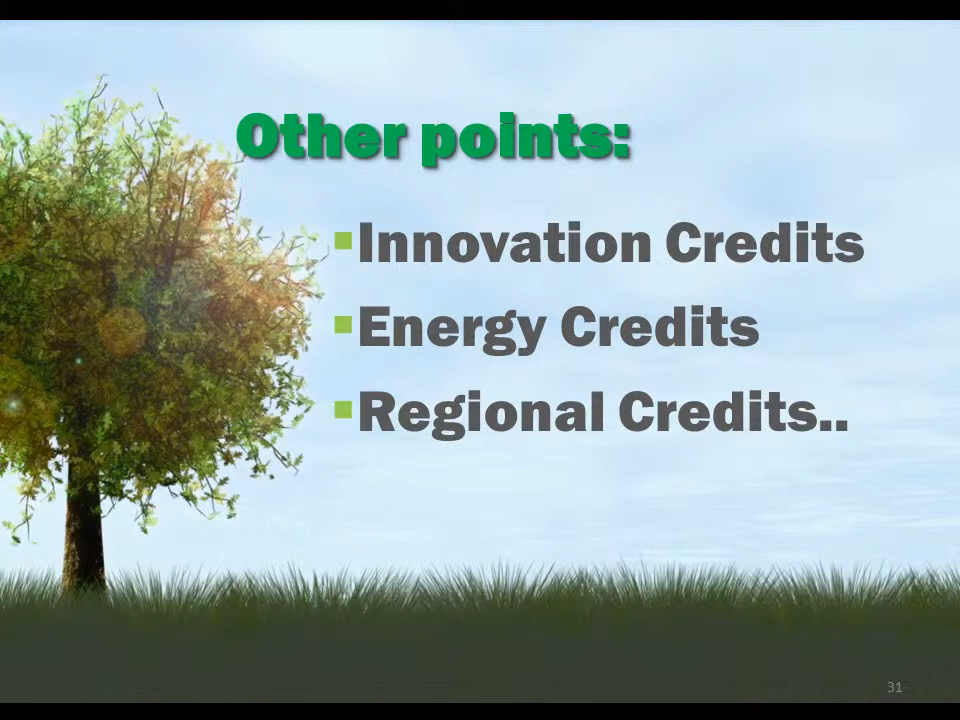 Other points:
▪Innovation Credits
▪Energy Credits
▪Regional Credits..
31